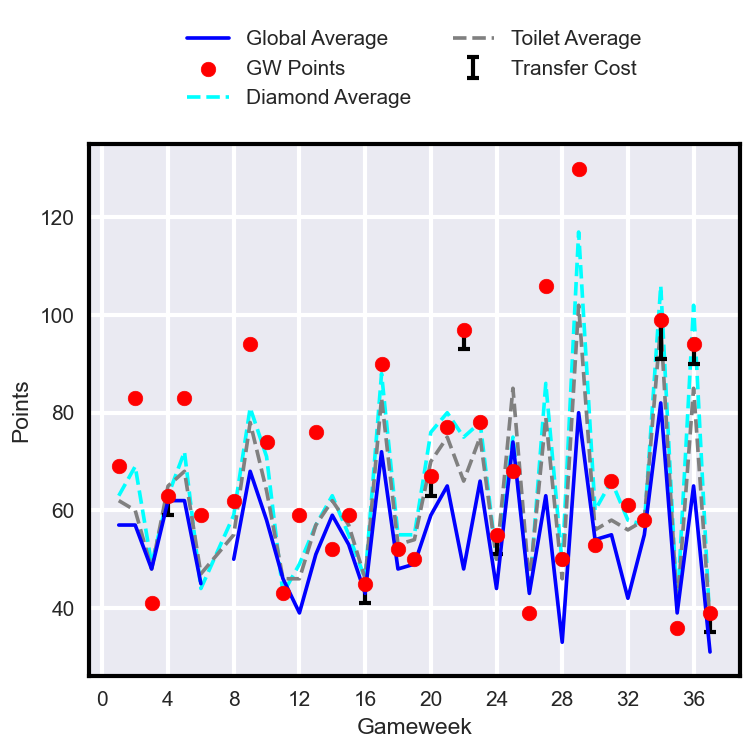 Global Average
GW Points
Diamond Average
Toilet Average
Transfer Cost
Points
120
100
80
60
40
0 4 8 12 16 20 24 28 32 36
Gameweek